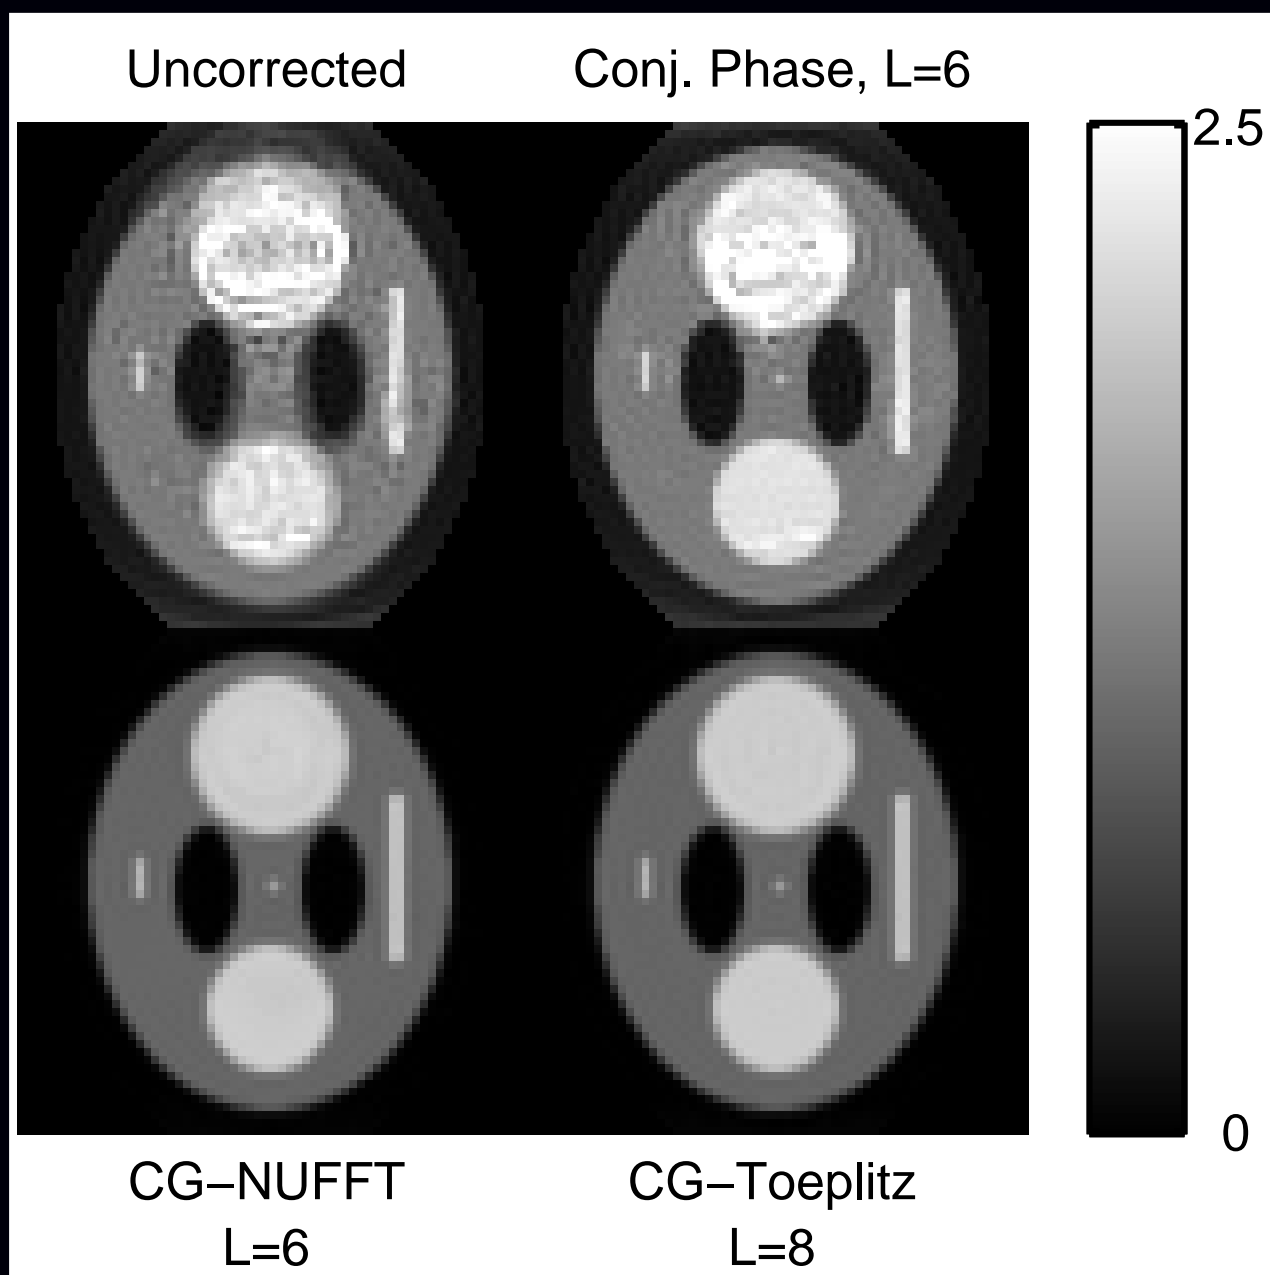 Uncorrected
Conj. Phase, L=6
2.5
0
CG–NUFFT
L=6
CG–Toeplitz
L=8